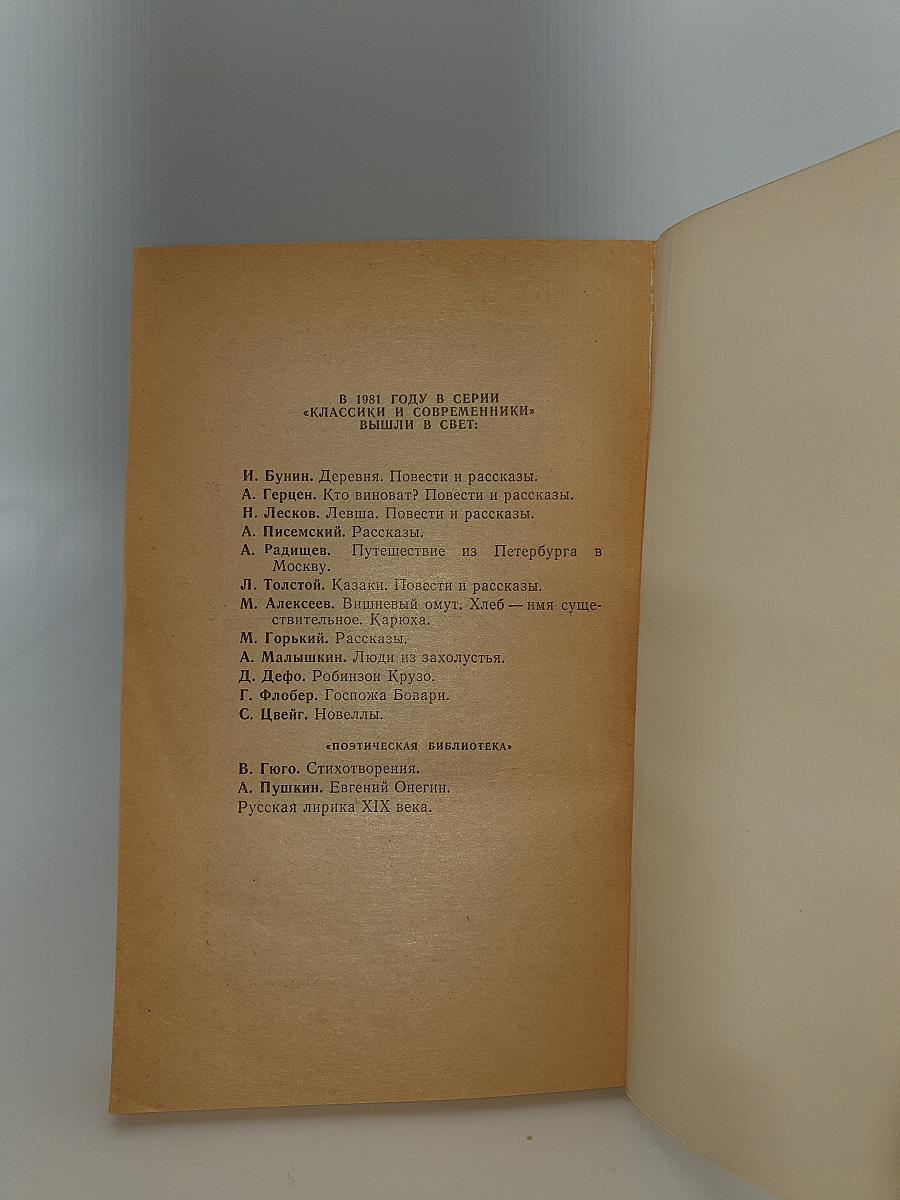 В 1981 ГОДУ В СЕРИИ
«КЛАССИКИ И СОВРЕМЕННИКИ»
ВЫШЛИ В СВЕТ:
И. Бунин. Деревня. Повести и рассказы.
А. Герцен. Кто виноват? Повести и рассказы.
Н. Лесков. Левша. Повести и рассказы.
А. Писемский. Рассказы.
А. Радищев. Путешествие из Петербурга в
Москву.
Л. Толстой. Казаки. Повести и рассказы.
М. Алексеев. Вишневый омут. Хлеб — имя суще-
ствительное. Карюха.
М. Горький. Рассказы.
А. Малышкин. Люди из захолустья.
Д. Дефо. Робинзон Крузо.
Г. Флобер. Госпожа Бовари.
С. Цвейг. Новеллы.
«ПОЭТИЧЕСКАЯ БИБЛИОТЕКА»
В. Гюго. Стихотворения.
А. Пушкин. Евгений Онегин.
Русская лирика XIX века.